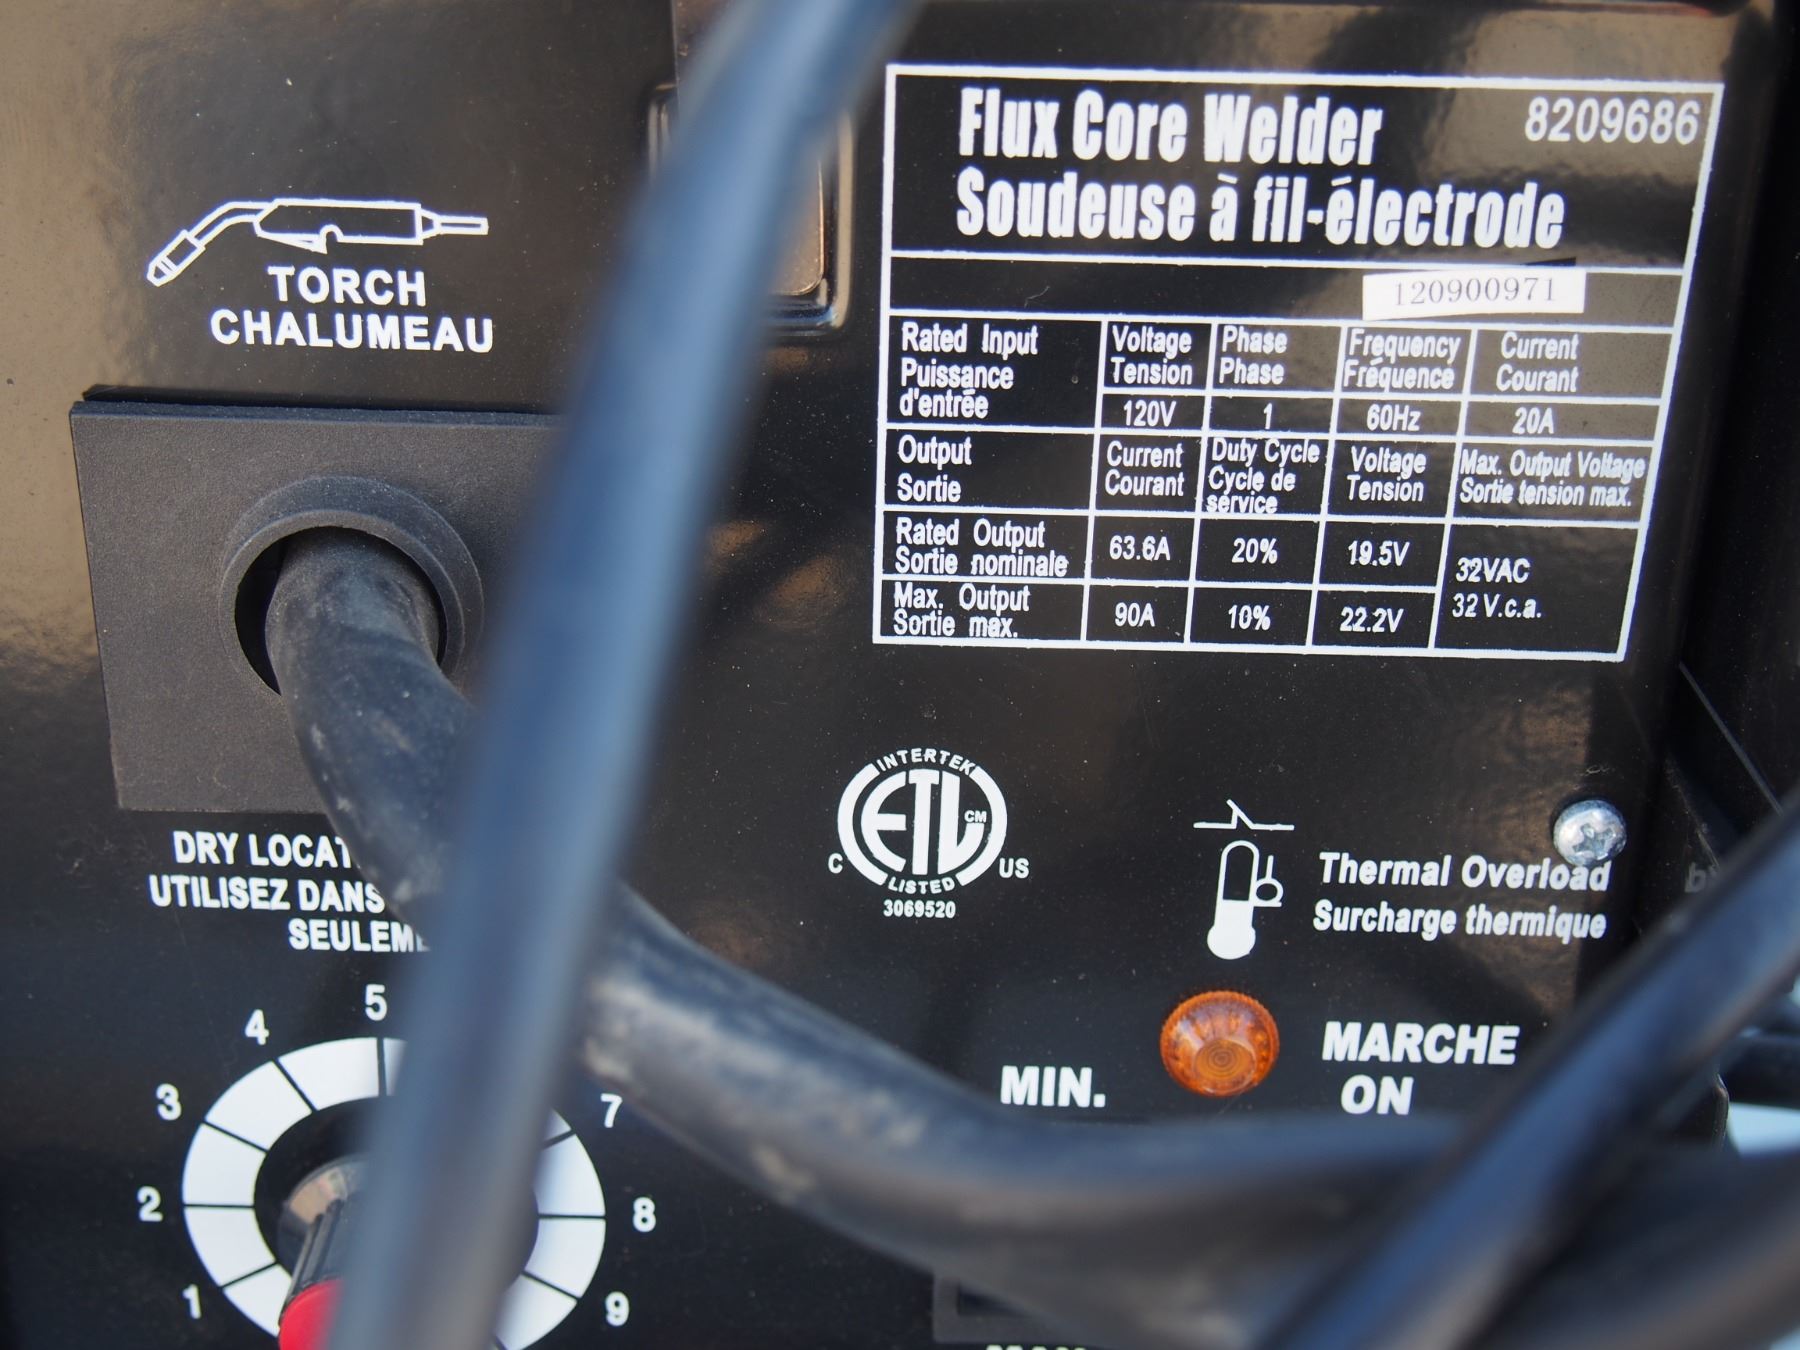 TORCH
CHALUMEAU
Flux Core Welder
8209686
Soudeuse à fil-électrode
120900971
Rated Input
Puissance
d'entrée
Voltage
Tension
Phase
Phase
Frequency
Fréquence
Current
Courant
120V
1
60Hz
20A
Output
Sortie
Current
Courant
Duty Cycle
Cycle de
service
Voltage
Tension
Max. Output Voltage
Sortie tension max.
Rated Output
Sortie nominale
63.6A
20%
19.5V
32VAC
32 V.c.a.
Max. Output
Sortie max.
90A
10%
22.2V
DRY
UTILISEZ DANS
INTERTEK
ETL
CM
C
US
LISTED
3069520
Thermal Overload
Surcharge thermique
MARCHE
ON
MIN.
5
4
3
2
1
7
8
9